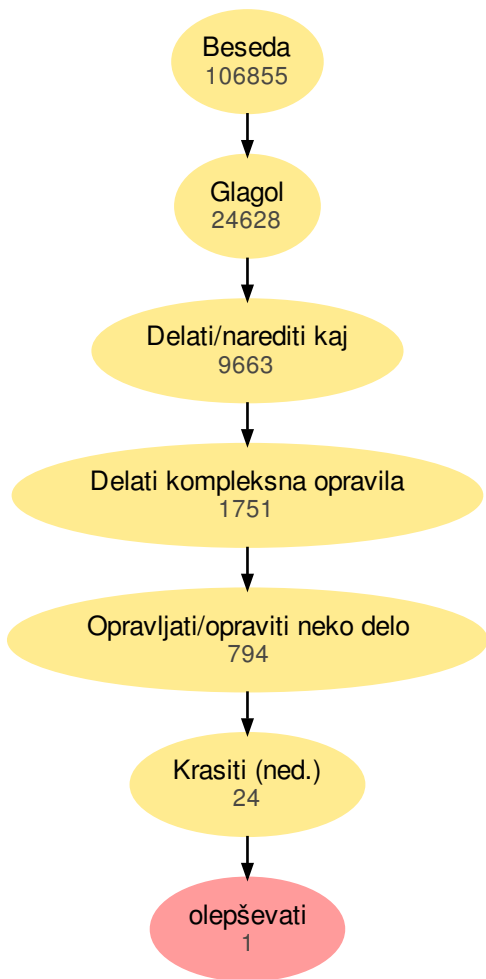 Beseda
106855
Glagol
24628
Delati/narediti kaj
9663
Delati kompleksna opravila
1751
Opravljati/opraviti neko delo
794
Krasiti (ned.)
24
olepševati
1